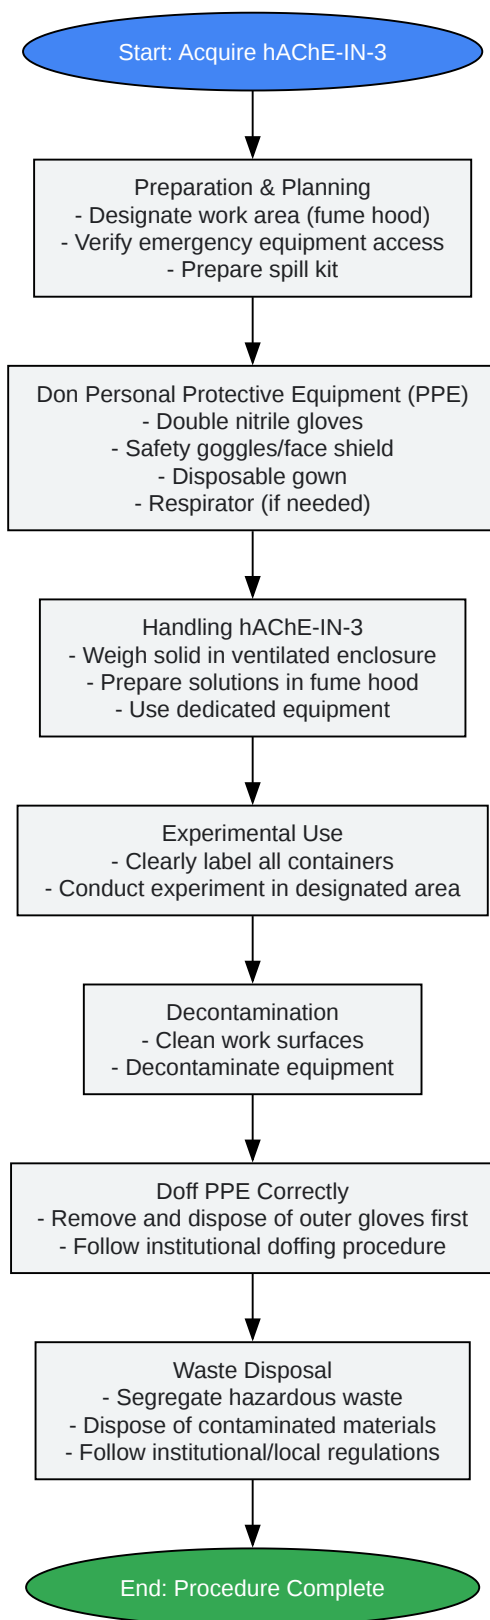 Start: Acquire hAChE-IN-3
Preparation & Planning
- Designate work area (fume hood)
- Verify emergency equipment access
- Prepare spill kit
Don Personal Protective Equipment (PPE)
- Double nitrile gloves
- Safety goggles/face shield
- Disposable gown
- Respirator (if needed)
Handling hAChE-IN-3
- Weigh solid in ventilated enclosure
- Prepare solutions in fume hood
- Use dedicated equipment
Experimental Use
- Clearly label all containers
- Conduct experiment in designated area
Decontamination
- Clean work surfaces
- Decontaminate equipment
Doff PPE Correctly
- Remove and dispose of outer gloves first
- Follow institutional doffing procedure
Waste Disposal
- Segregate hazardous waste
- Dispose of contaminated materials
- Follow institutional/local regulations
End: Procedure Complete